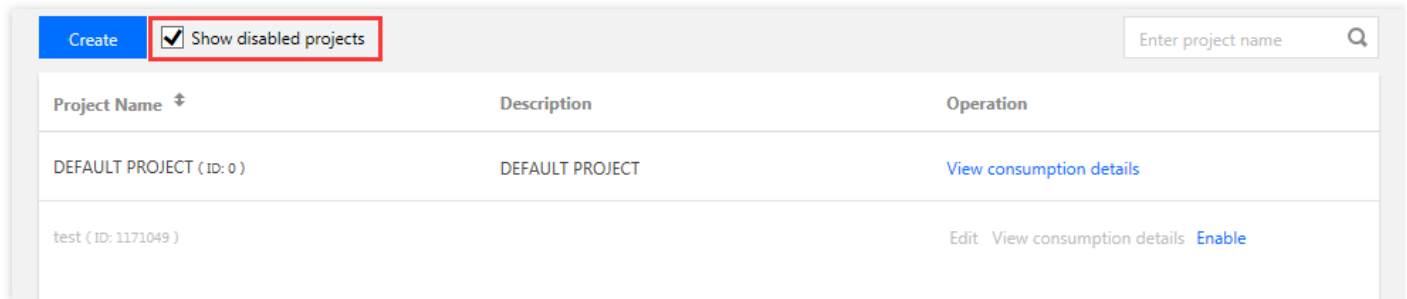 Create Show disabled projects Enter project name
Project Name Description Operation
DEFAULT PROJECT ( ID: 0 ) DEFAULT PROJECT View consumption details
test ( ID: 1171049 ) Edit View consumption details Enable